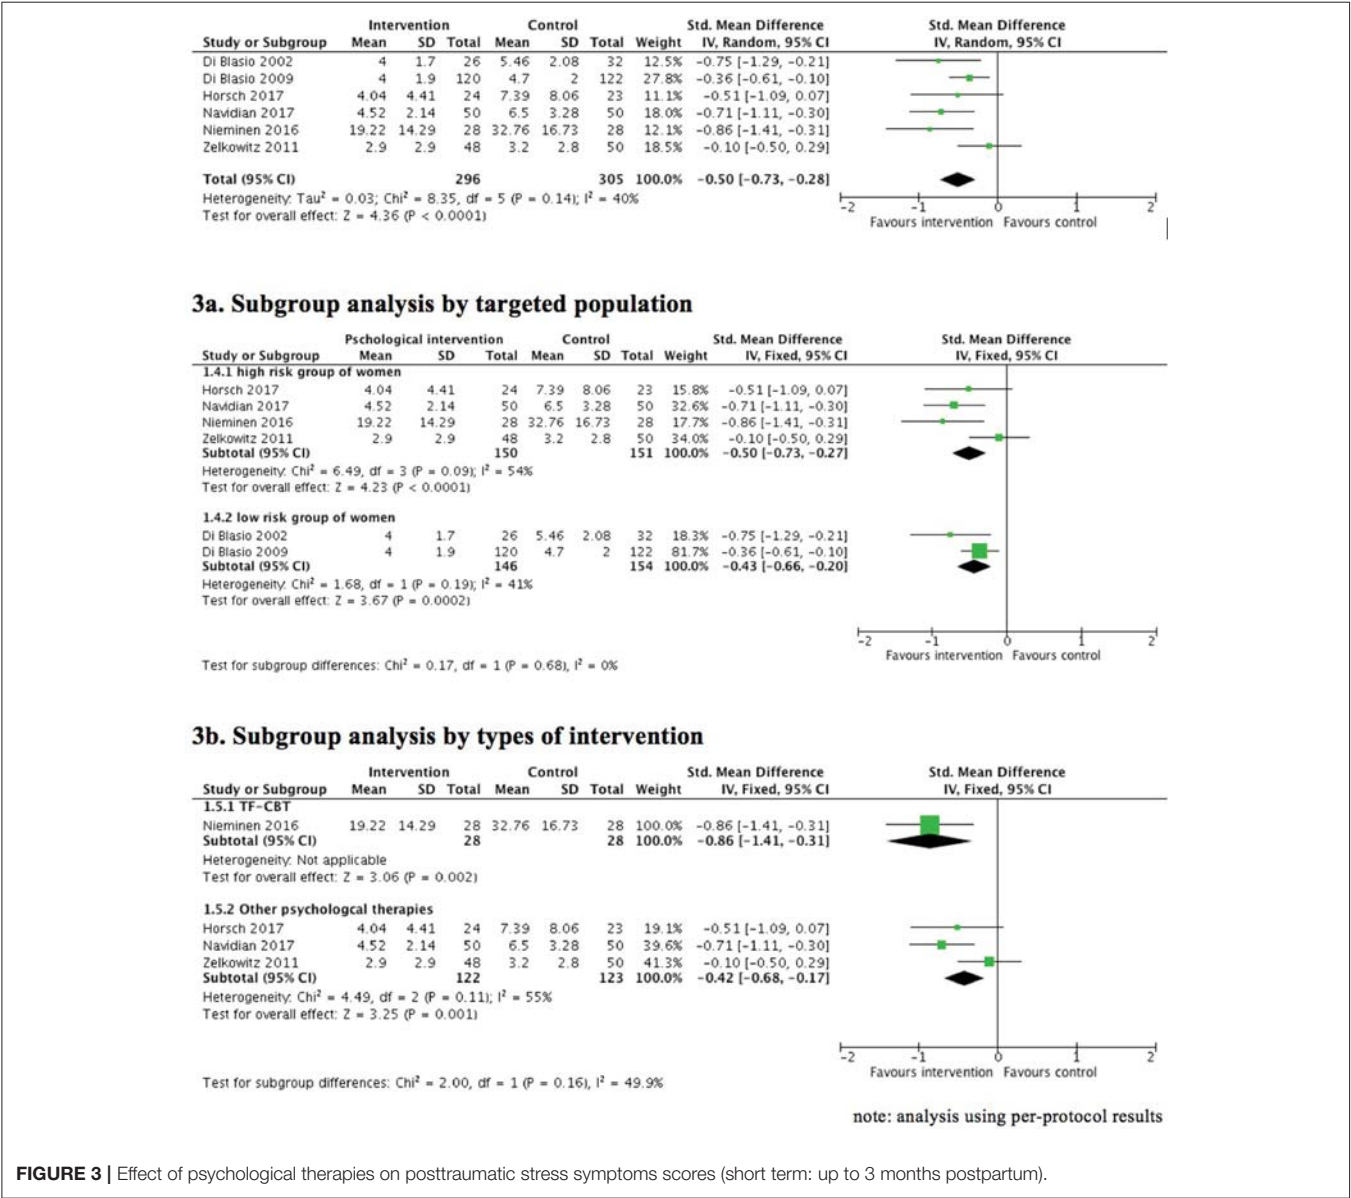 Intervention Control Std. Mean Difference Std. Mean Difference
Study or Subgroup Mean SD Total Mean SD Total Weight IV, Random, 95% CI IV, Random, 95% CI
Di Blasio 2002 4 1.7 26 5.46 2.08 32 12.5% −0.75 [−1.29, −0.21]
Di Blasio 2009 4 1.9 120 4.7 2 122 27.8% −0.36 [−0.61, −0.10]
Horsch 2017 4.04 4.41 24 7.39 8.06 23 11.1% −0.51 [−1.09, 0.07]
Navidian 2017 4.52 2.14 50 6.5 3.28 50 18.0% −0.71 [−1.11, −0.30]
Nieminen 2016 19.22 14.29 28 32.76 16.73 28 12.1% −0.86 [−1.41, −0.31]
Zelkowitz 2011 2.9 2.9 48 3.2 2.8 50 18.5% −0.10 [−0.50, 0.29]
Total (95% CI) 296 305 100.0% −0.50 [−0.73, −0.28]
Heterogeneity: Tau² = 0.03; Chi² = 8.35, df = 5 (P = 0.14); I² = 40%
Test for overall effect: Z = 4.36 (P < 0.0001)
−2 −1 0 1 2
Favours intervention Favours control
3a. Subgroup analysis by targeted population
Pschological intervention Control Std. Mean Difference Std. Mean Difference
Study or Subgroup Mean SD Total Mean SD Total Weight IV, Fixed, 95% CI IV, Fixed, 95% CI
1.4.1 high risk group of women
Horsch 2017 4.04 4.41 24 7.39 8.06 23 15.8% −0.51 [−1.09, 0.07]
Navidian 2017 4.52 2.14 50 6.5 3.28 50 32.6% −0.71 [−1.11, −0.30]
Nieminen 2016 19.22 14.29 28 32.76 16.73 28 17.7% −0.86 [−1.41, −0.31]
Zelkowitz 2011 2.9 2.9 48 3.2 2.8 50 34.0% −0.10 [−0.50, 0.29]
Subtotal (95% CI) 150 151 100.0% −0.50 [−0.73, −0.27]
Heterogeneity: Chi² = 6.49, df = 3 (P = 0.09); I² = 54%
Test for overall effect: Z = 4.23 (P < 0.0001)
1.4.2 low risk group of women
Di Blasio 2002 4 1.7 26 5.46 2.08 32 18.3% −0.75 [−1.29, −0.21]
Di Blasio 2009 4 1.9 120 4.7 2 122 81.7% −0.36 [−0.61, −0.10]
Subtotal (95% CI) 146 154 100.0% −0.43 [−0.66, −0.20]
Heterogeneity: Chi² = 1.68, df = 1 (P = 0.19); I² = 41%
Test for overall effect: Z = 3.67 (P = 0.0002)
−2 −1 0 1 2
Favours intervention Favours control
Test for subgroup differences: Chi² = 0.17, df = 1 (P = 0.68), I² = 0%
3b. Subgroup analysis by types of intervention
Intervention Control Std. Mean Difference Std. Mean Difference
Study or Subgroup Mean SD Total Mean SD Total Weight IV, Fixed, 95% CI IV, Fixed, 95% CI
1.5.1 TF-CBT
Nieminen 2016 19.22 14.29 28 32.76 16.73 28 100.0% −0.86 [−1.41, −0.31]
Subtotal (95% CI) 28 28 100.0% −0.86 [−1.41, −0.31]
Heterogeneity: Not applicable
Test for overall effect: Z = 3.06 (P = 0.002)
1.5.2 Other psychologcal therapies
Horsch 2017 4.04 4.41 24 7.39 8.06 23 19.1% −0.51 [−1.09, 0.07]
Navidian 2017 4.52 2.14 50 6.5 3.28 50 39.6% −0.71 [−1.11, −0.30]
Zelkowitz 2011 2.9 2.9 48 3.2 2.8 50 41.3% −0.10 [−0.50, 0.29]
Subtotal (95% CI) 122 123 100.0% −0.42 [−0.68, −0.17]
Heterogeneity: Chi² = 4.49, df = 2 (P = 0.11); I² = 55%
Test for overall effect: Z = 3.25 (P = 0.001)
−2 −1 0 1 2
Favours intervention Favours control
Test for subgroup differences: Chi² = 2.00, df = 1 (P = 0.16), I² = 49.9%
note: analysis using per-protocol results
FIGURE 3 | Effect of psychological therapies on posttraumatic stress symptoms scores (short term: up to 3 months postpartum).